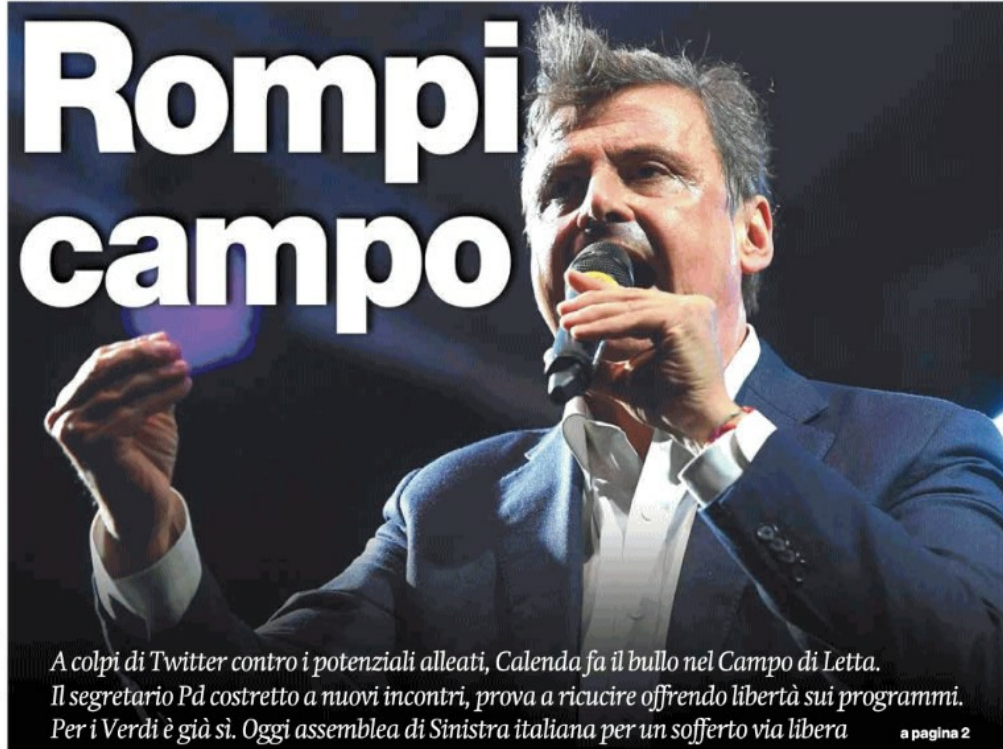 Rompi
campo
A colpi di Twitter contro i potenziali alleati, Calenda fa il bullo nel Campo di Letta.
Il segretario Pd costretto a nuovi incontri, prova a ricucire offrendo libertà sui programmi.
Per i Verdi è già sì. Oggi assemblea di Sinistra italiana per un sofferto via libera a pagina 2